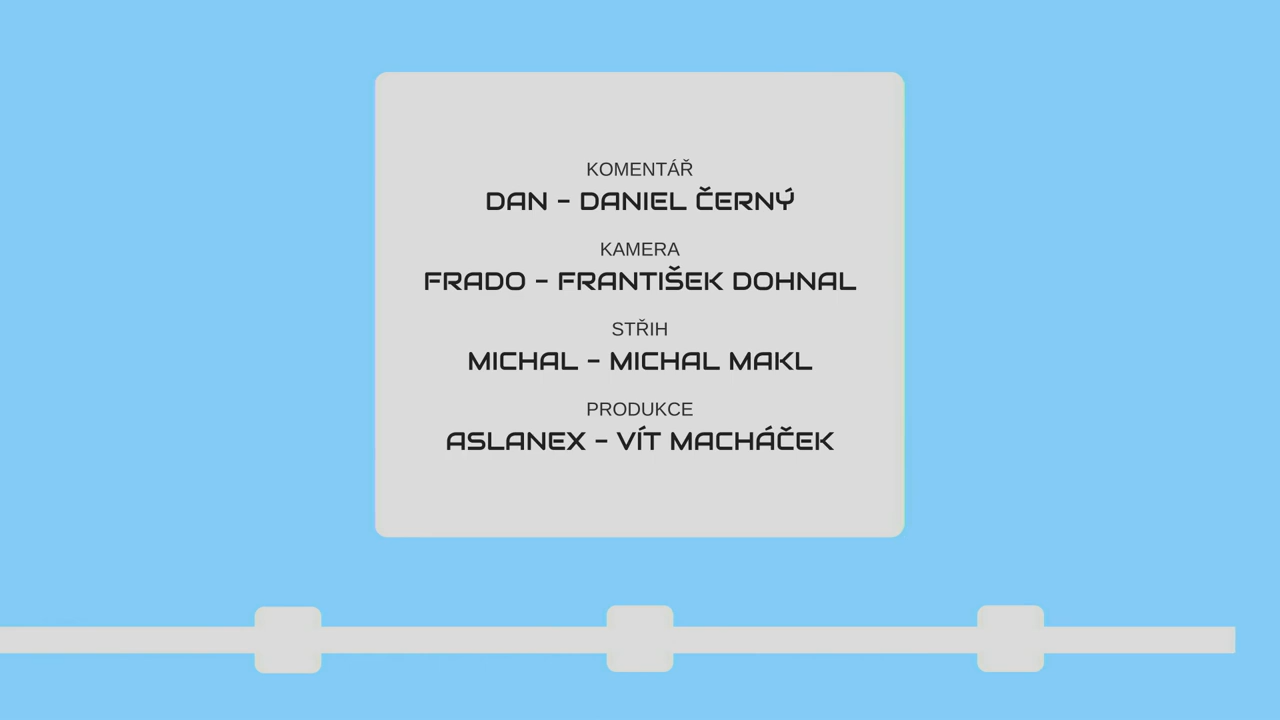 KOMENTÁŘ
DAN – DANIEL ČERNÝ
KAMERA
FRADO – FRANTIŠEK DOHNAL
STŘIH
MICHAL – MICHAL MAKL
PRODUKCE
ASLANEX – VÍT MACHÁČEK